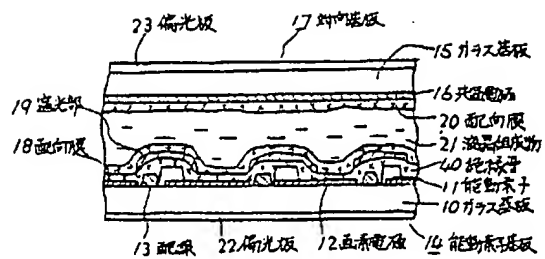 23 偏光板
17 対向基板
15 ガラス基板
16 共通電極
19 遮光部
20 配向膜
21 液晶組成物
18 配向膜
40 絶縁牙
11 能動素子
10 ガラス基板
13 配線
22 偏光板
12 画素電極
14 能動素子基板